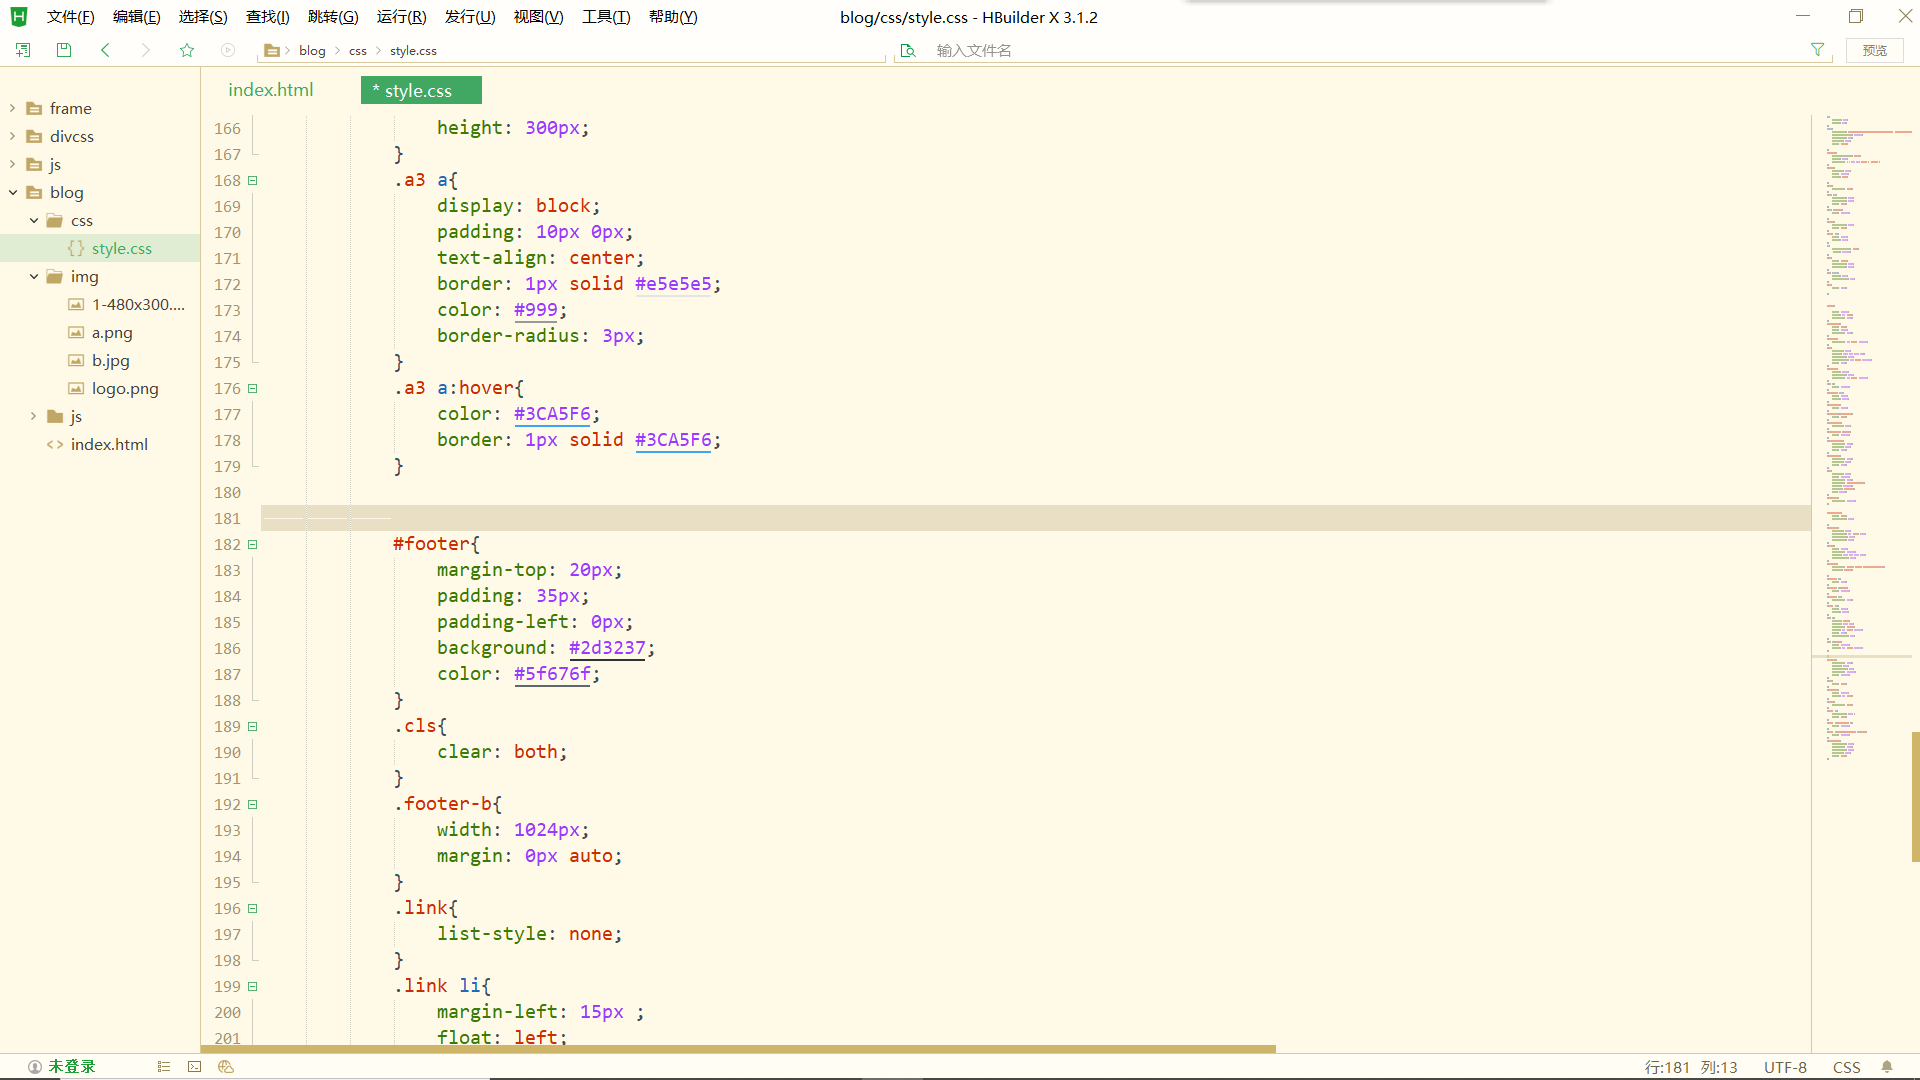 文件(F) 编辑(E) 选择(S) 查找(I) 跳转(G) 运行(R) 发行(U) 视图(V) 工具(T) 帮助(Y) blog/css/style.css - HBuilder X 3.1.2
blog css style.css 输入文件名 预览
index.html * style.css
frame
divcss
js
blog
css
{} style.css
img
1-480x300....
a.png
b.jpg
logo.png
js
<> index.html
166 height: 300px;
167 }
168 .a3 a{
169 display: block;
170 padding: 10px 0px;
171 text-align: center;
172 border: 1px solid #e5e5e5;
173 color: #999;
174 border-radius: 3px;
175 }
176 .a3 a:hover{
177 color: #3CA5F6;
178 border: 1px solid #3CA5F6;
179 }
180
181
182 #footer{
183 margin-top: 20px;
184 padding: 35px;
185 padding-left: 0px;
186 background: #2d3237;
187 color: #5f676f;
188 }
189 .cls{
190 clear: both;
191 }
192 .footer-b{
193 width: 1024px;
194 margin: 0px auto;
195 }
196 .link{
197 list-style: none;
198 }
199 .link li{
200 margin-left: 15px ;
201 float: left;
未登录 行:181 列:13 UTF-8 CSS